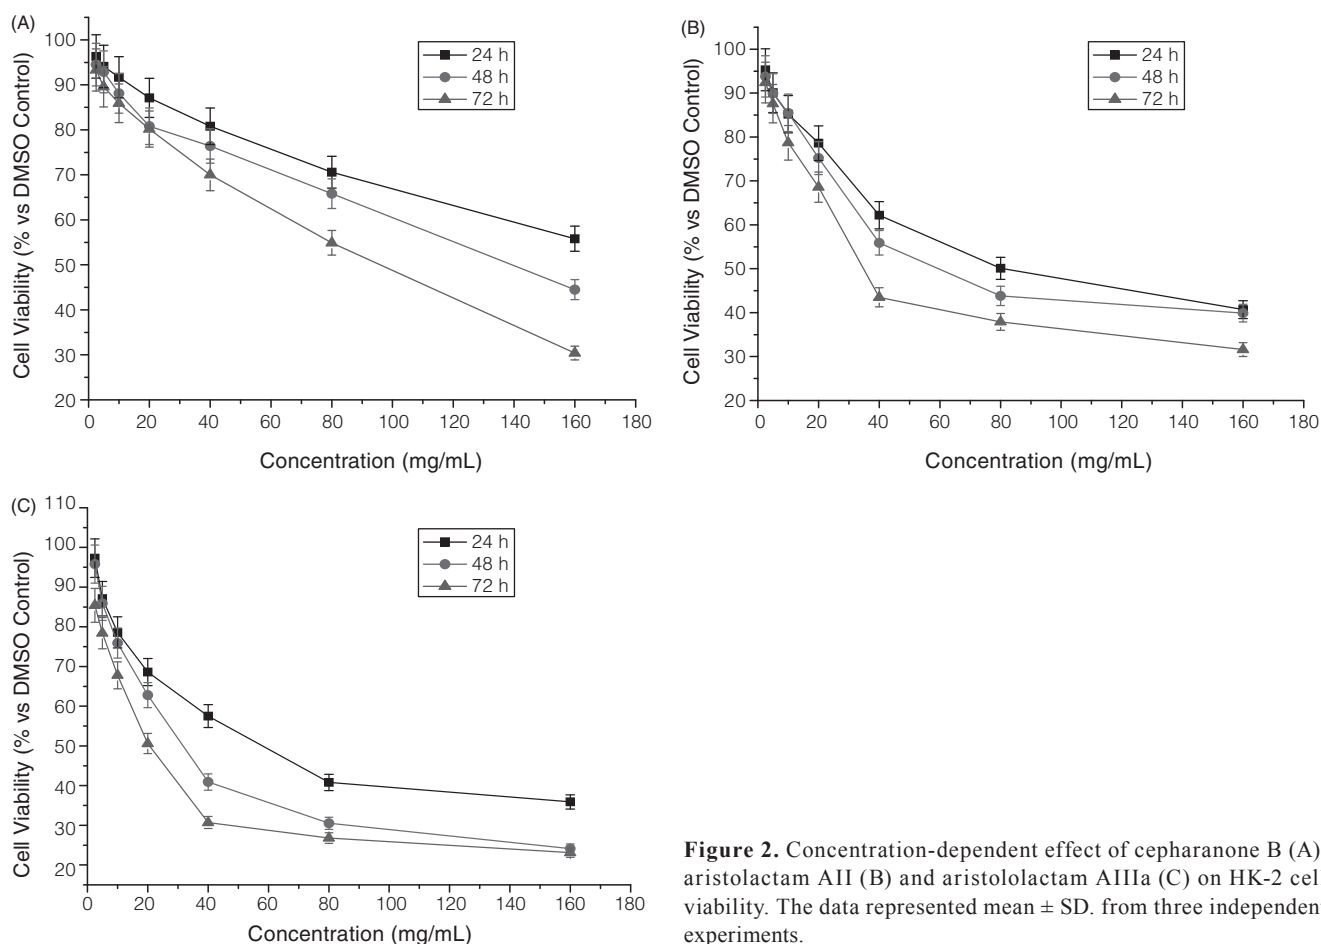 (A)
100
90
80
70
60
50
40
30
20
Cell Viability (% vs DMSO Control)
24 h
48 h
72 h
0 20 40 60 80 100 120 140 160 180
Concentration (mg/mL)
(B)
100
90
80
70
60
50
40
30
20
Cell Viability (% vs DMSO Control)
24 h
48 h
72 h
0 20 40 60 80 100 120 140 160 180
Concentration (mg/mL)
(C)
110
100
90
80
70
60
50
40
30
20
Cell Viability (% vs DMSO Control)
24 h
48 h
72 h
0 20 40 60 80 100 120 140 160 180
Concentration (mg/mL)
Figure 2. Concentration-dependent effect of cepharanone B (A)
aristolactam AII (B) and aristololactam AIIIa (C) on HK-2 cel
viability. The data represented mean ± SD. from three independen
experiments.